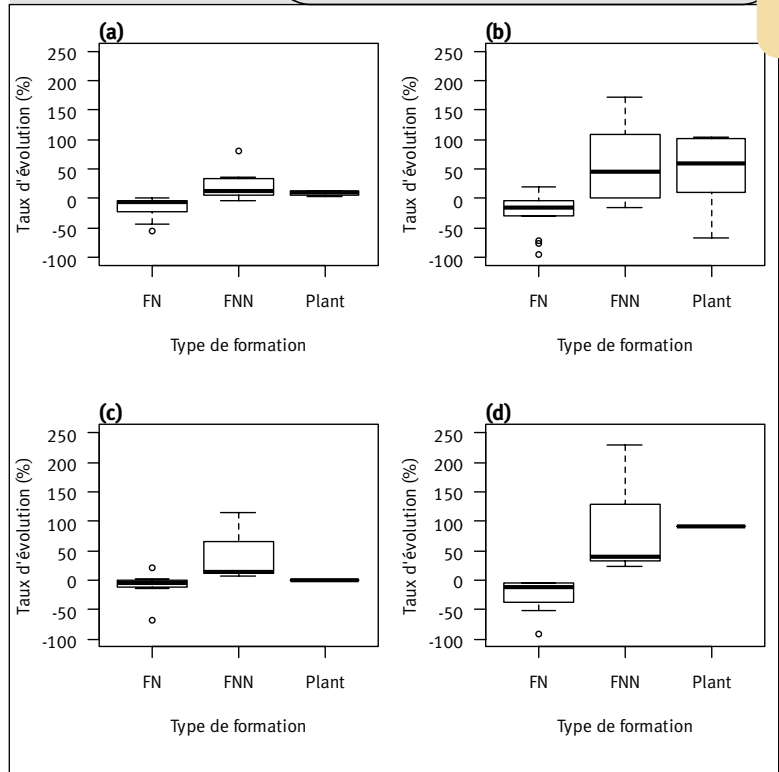 (a)
250
200
150
100
50
0
-50
-100
Taux d'évolution (%)
FN FNN Plant
Type de formation
(b)
250
200
150
100
50
0
-50
-100
Taux d'évolution (%)
FN FNN Plant
Type de formation
(c)
250
200
150
100
50
0
-50
-100
Taux d'évolution (%)
FN FNN Plant
Type de formation
(d)
250
200
150
100
50
0
-50
-100
Taux d'évolution (%)
FN FNN Plant
Type de formation